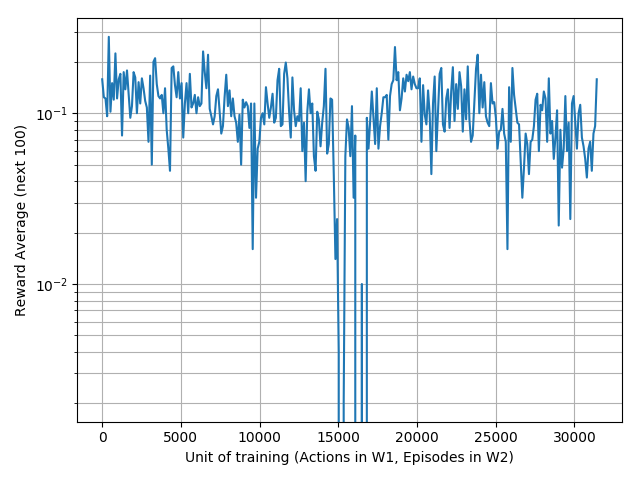 Reward Average (next 100)
10⁻¹
10⁻²
0 5000 10000 15000 20000 25000 30000
Unit of training (Actions in W1, Episodes in W2)